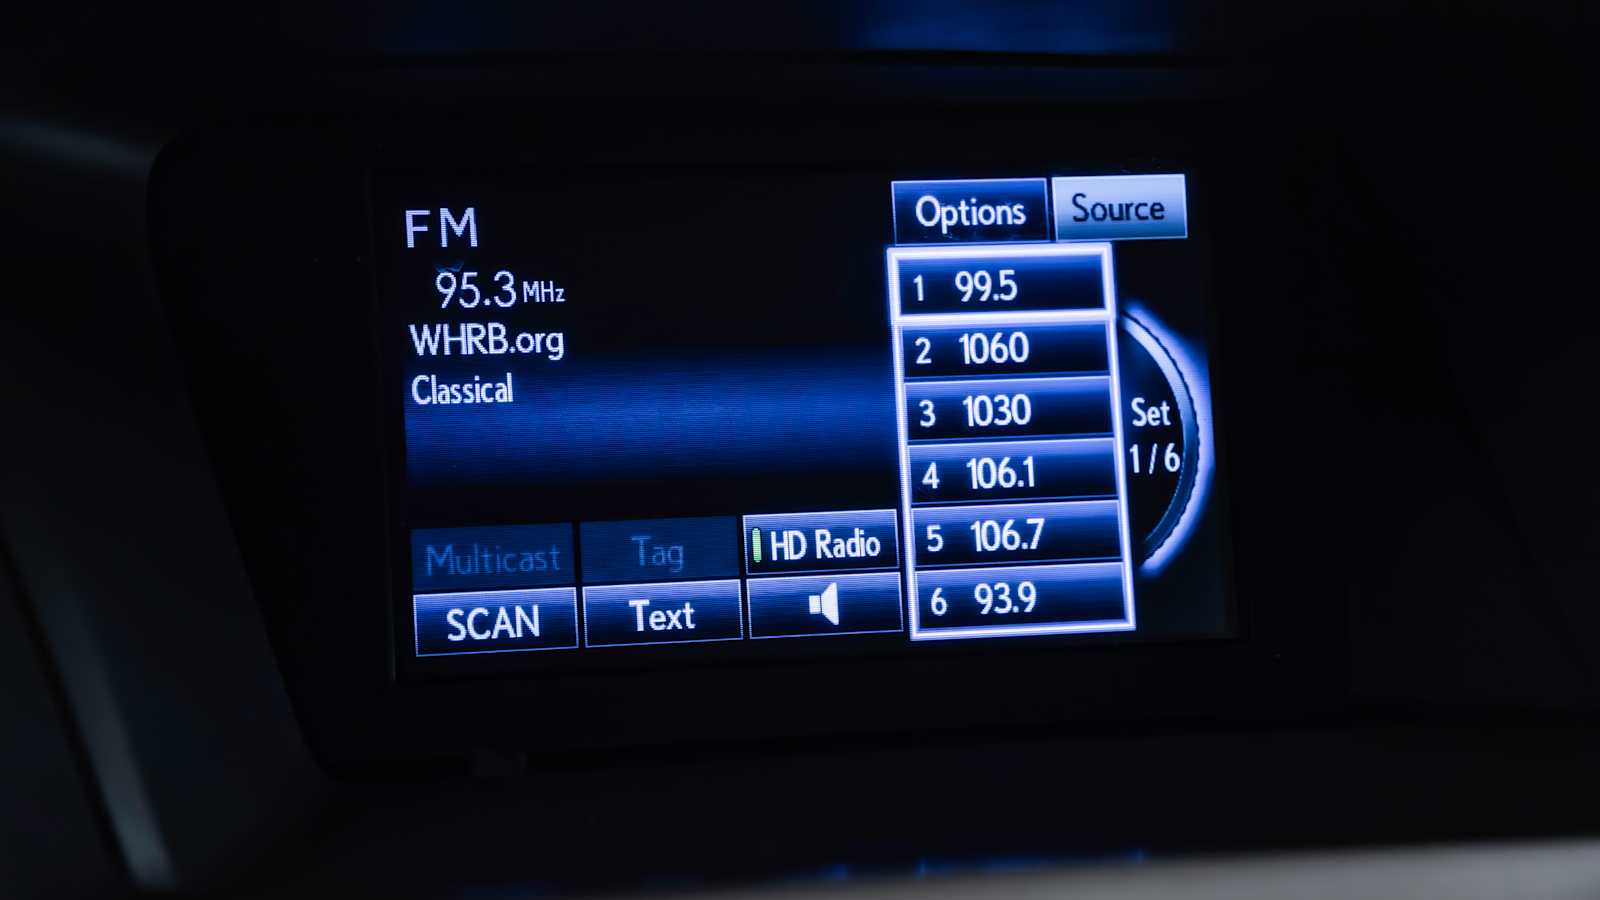 FM
95.3 MHz
WHRB.org
Classical
Multicast
Tag
HD Radio
SCAN
Text
Options
Source
1 99.5
2 1060
3 1030
4 106.1
5 106.7
6 93.9
Set
1/6